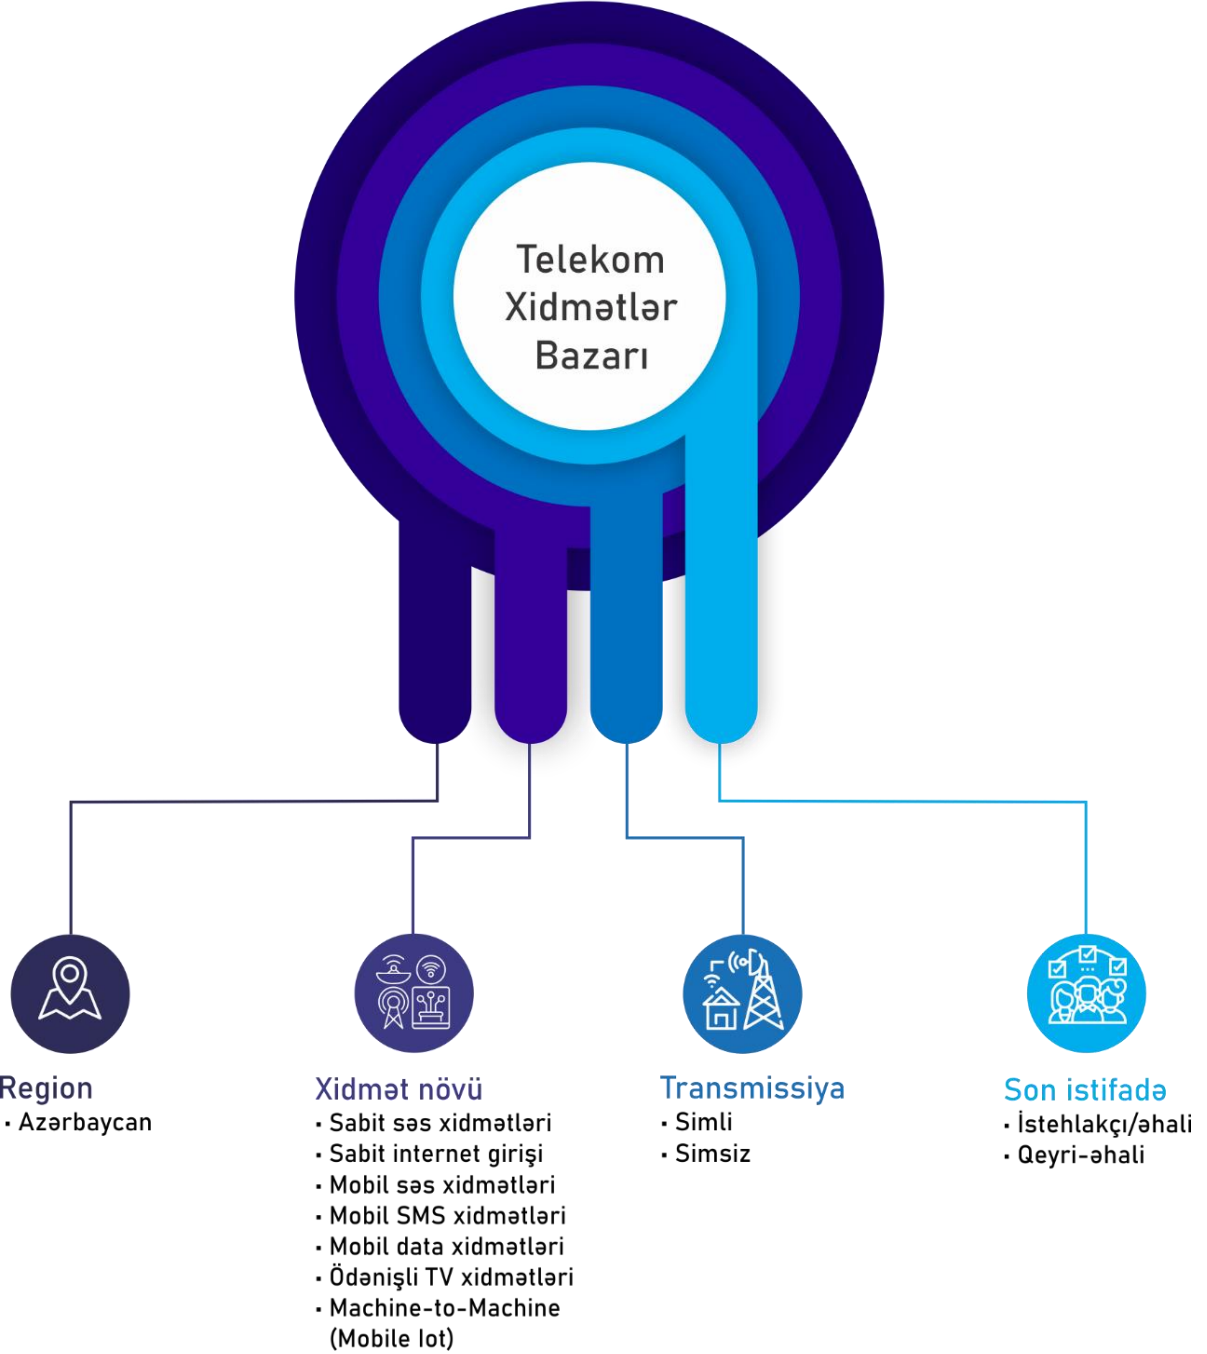 Telekom
Xidmətlər
Bazarı
Region
· Azərbaycan
Xidmət növü
· Sabit səs xidmətləri
· Sabit internet girişi
· Mobil səs xidmətləri
· Mobil SMS xidmətləri
· Mobil data xidmətləri
· Ödənişli TV xidmətləri
· Machine-to-Machine
(Mobile Iot)
Transmissiya
· Simli
· Simsiz
Son istifadə
· İstehlakçı/əhali
· Qeyri-əhali